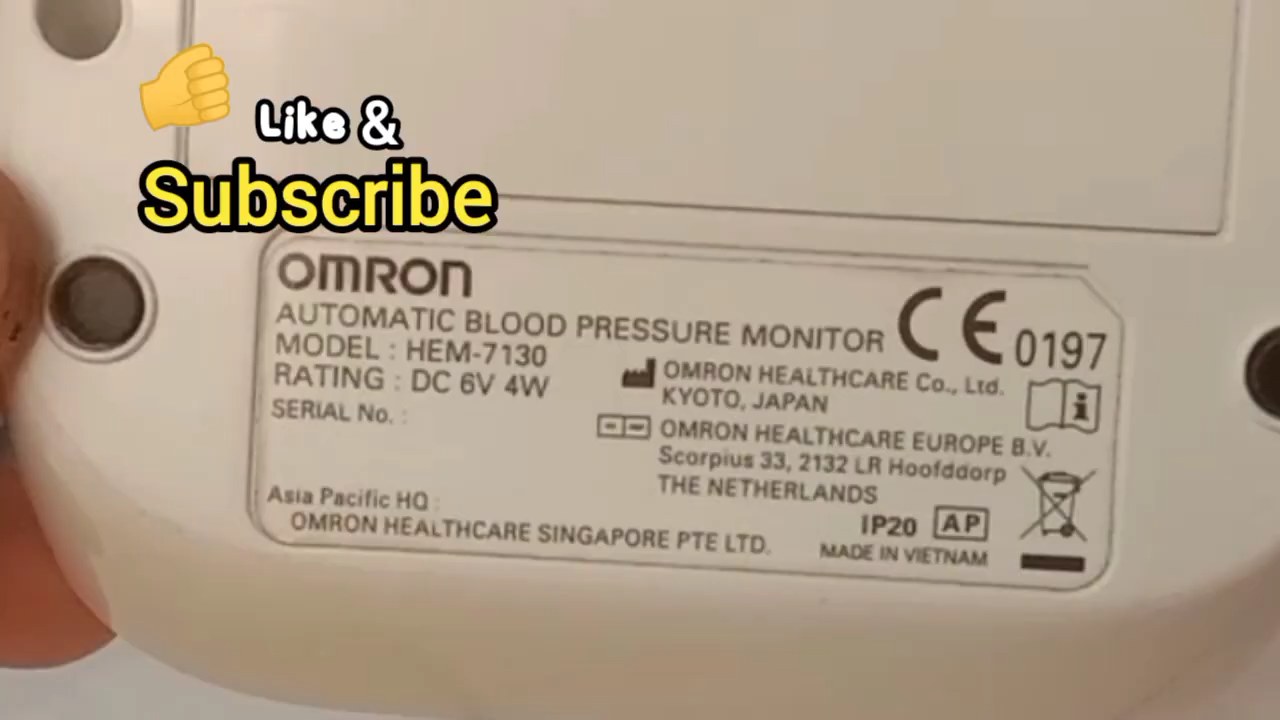 Like &
Subscribe
OMRON
AUTOMATIC BLOOD PRESSURE MONITOR
CE 0197
MODEL : HEM-7130
RATING : DC 6V 4W
SERIAL No. :
OMRON HEALTHCARE Co., Ltd.
KYOTO, JAPAN
OMRON HEALTHCARE EUROPE B.V.
Scorpius 33, 2132 LR Hoofddorp
THE NETHERLANDS
Asia Pacific HQ :
OMRON HEALTHCARE SINGAPORE PTE LTD.
IP20 AP
MADE IN VIETNAM